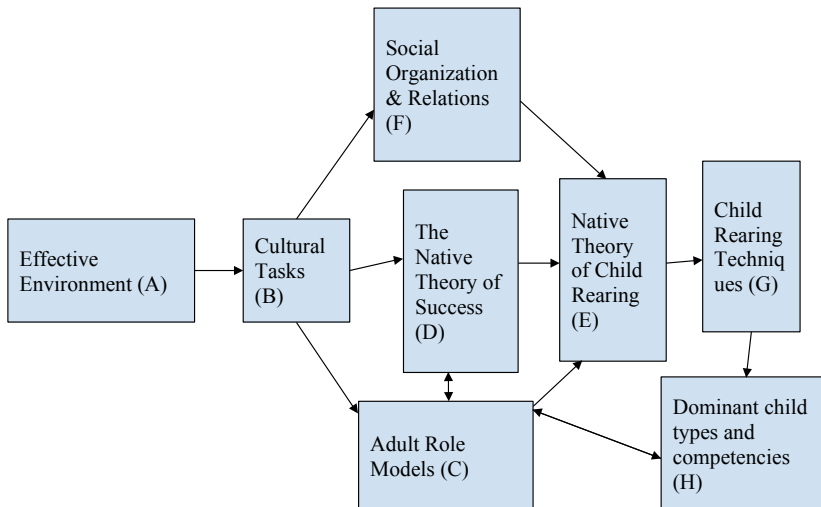 Social
Organization
& Relations
(F)
Effective
Environment (A)
Cultural
Tasks
(B)
The
Native
Theory of
Success
(D)
Native
Theory
of Child
Rearing
(E)
Child
Rearing
Techniq
ues (G)
Adult Role
Models (C)
Dominant child
types and
competencies
(H)